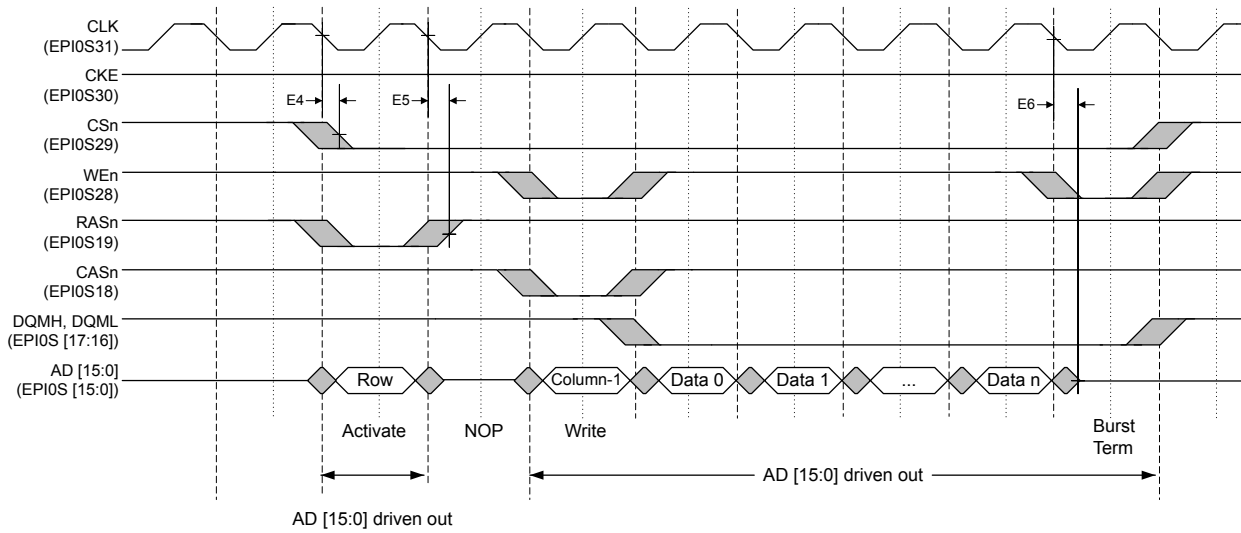 CLK
(EPI0S31)
CKE
(EPI0S30)
E4
E5
E6
CSn
(EPI0S29)
WEn
(EPI0S28)
RASn
(EPI0S19)
CASn
(EPI0S18)
DQMH, DQML
(EPI0S [17:16])
AD [15:0]
(EPI0S [15:0])
Row
Column-1
Data 0
Data 1
...
Data n
Activate
NOP
Write
Burst
Term
AD [15:0] driven out
AD [15:0] driven out